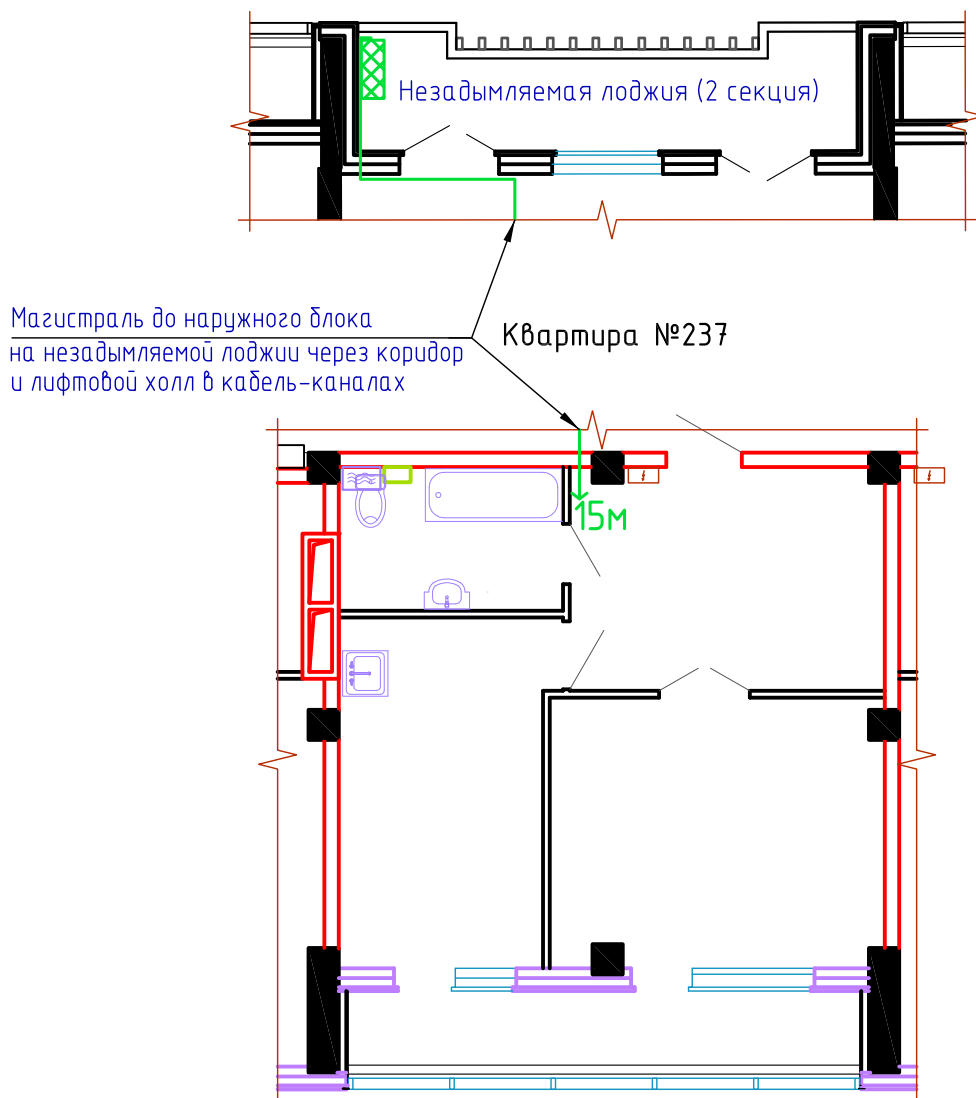 Незадымляемая лоджия (2 секция)
Магистраль до наружного блока
на незадымляемой лоджии через коридор
и лифтовой холл в кабель-каналах
Квартира №237
15м